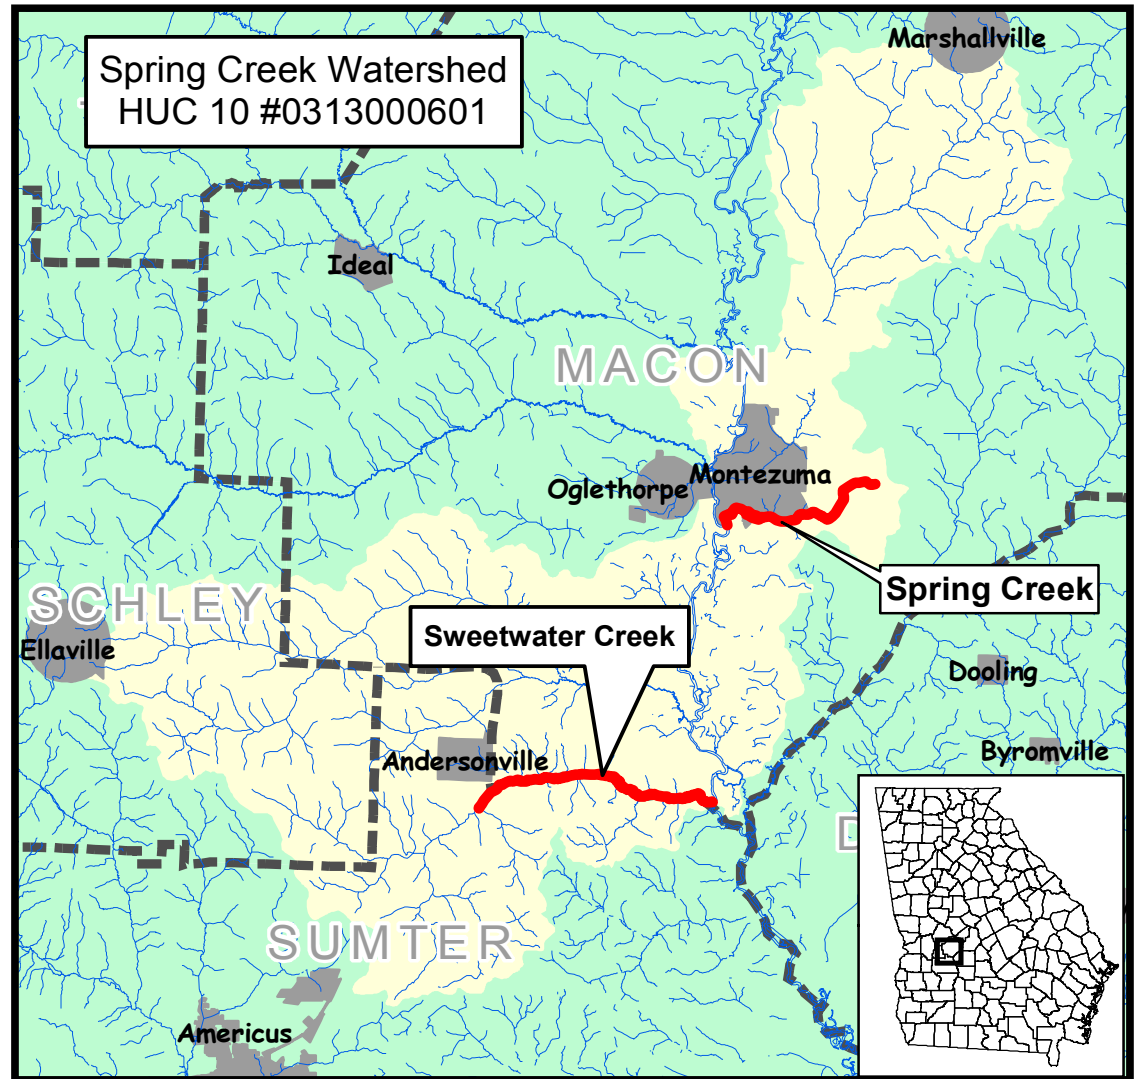 Marshallville
Spring Creek Watershed
HUC 10 #0313000601
Ideal
MACON
Montezuma
Oglethorpe
Spring Creek
SCHLEY
Sweetwater Creek
Ellaville
Dooling
Byromville
Andersonville
D
SUMTER
Americus